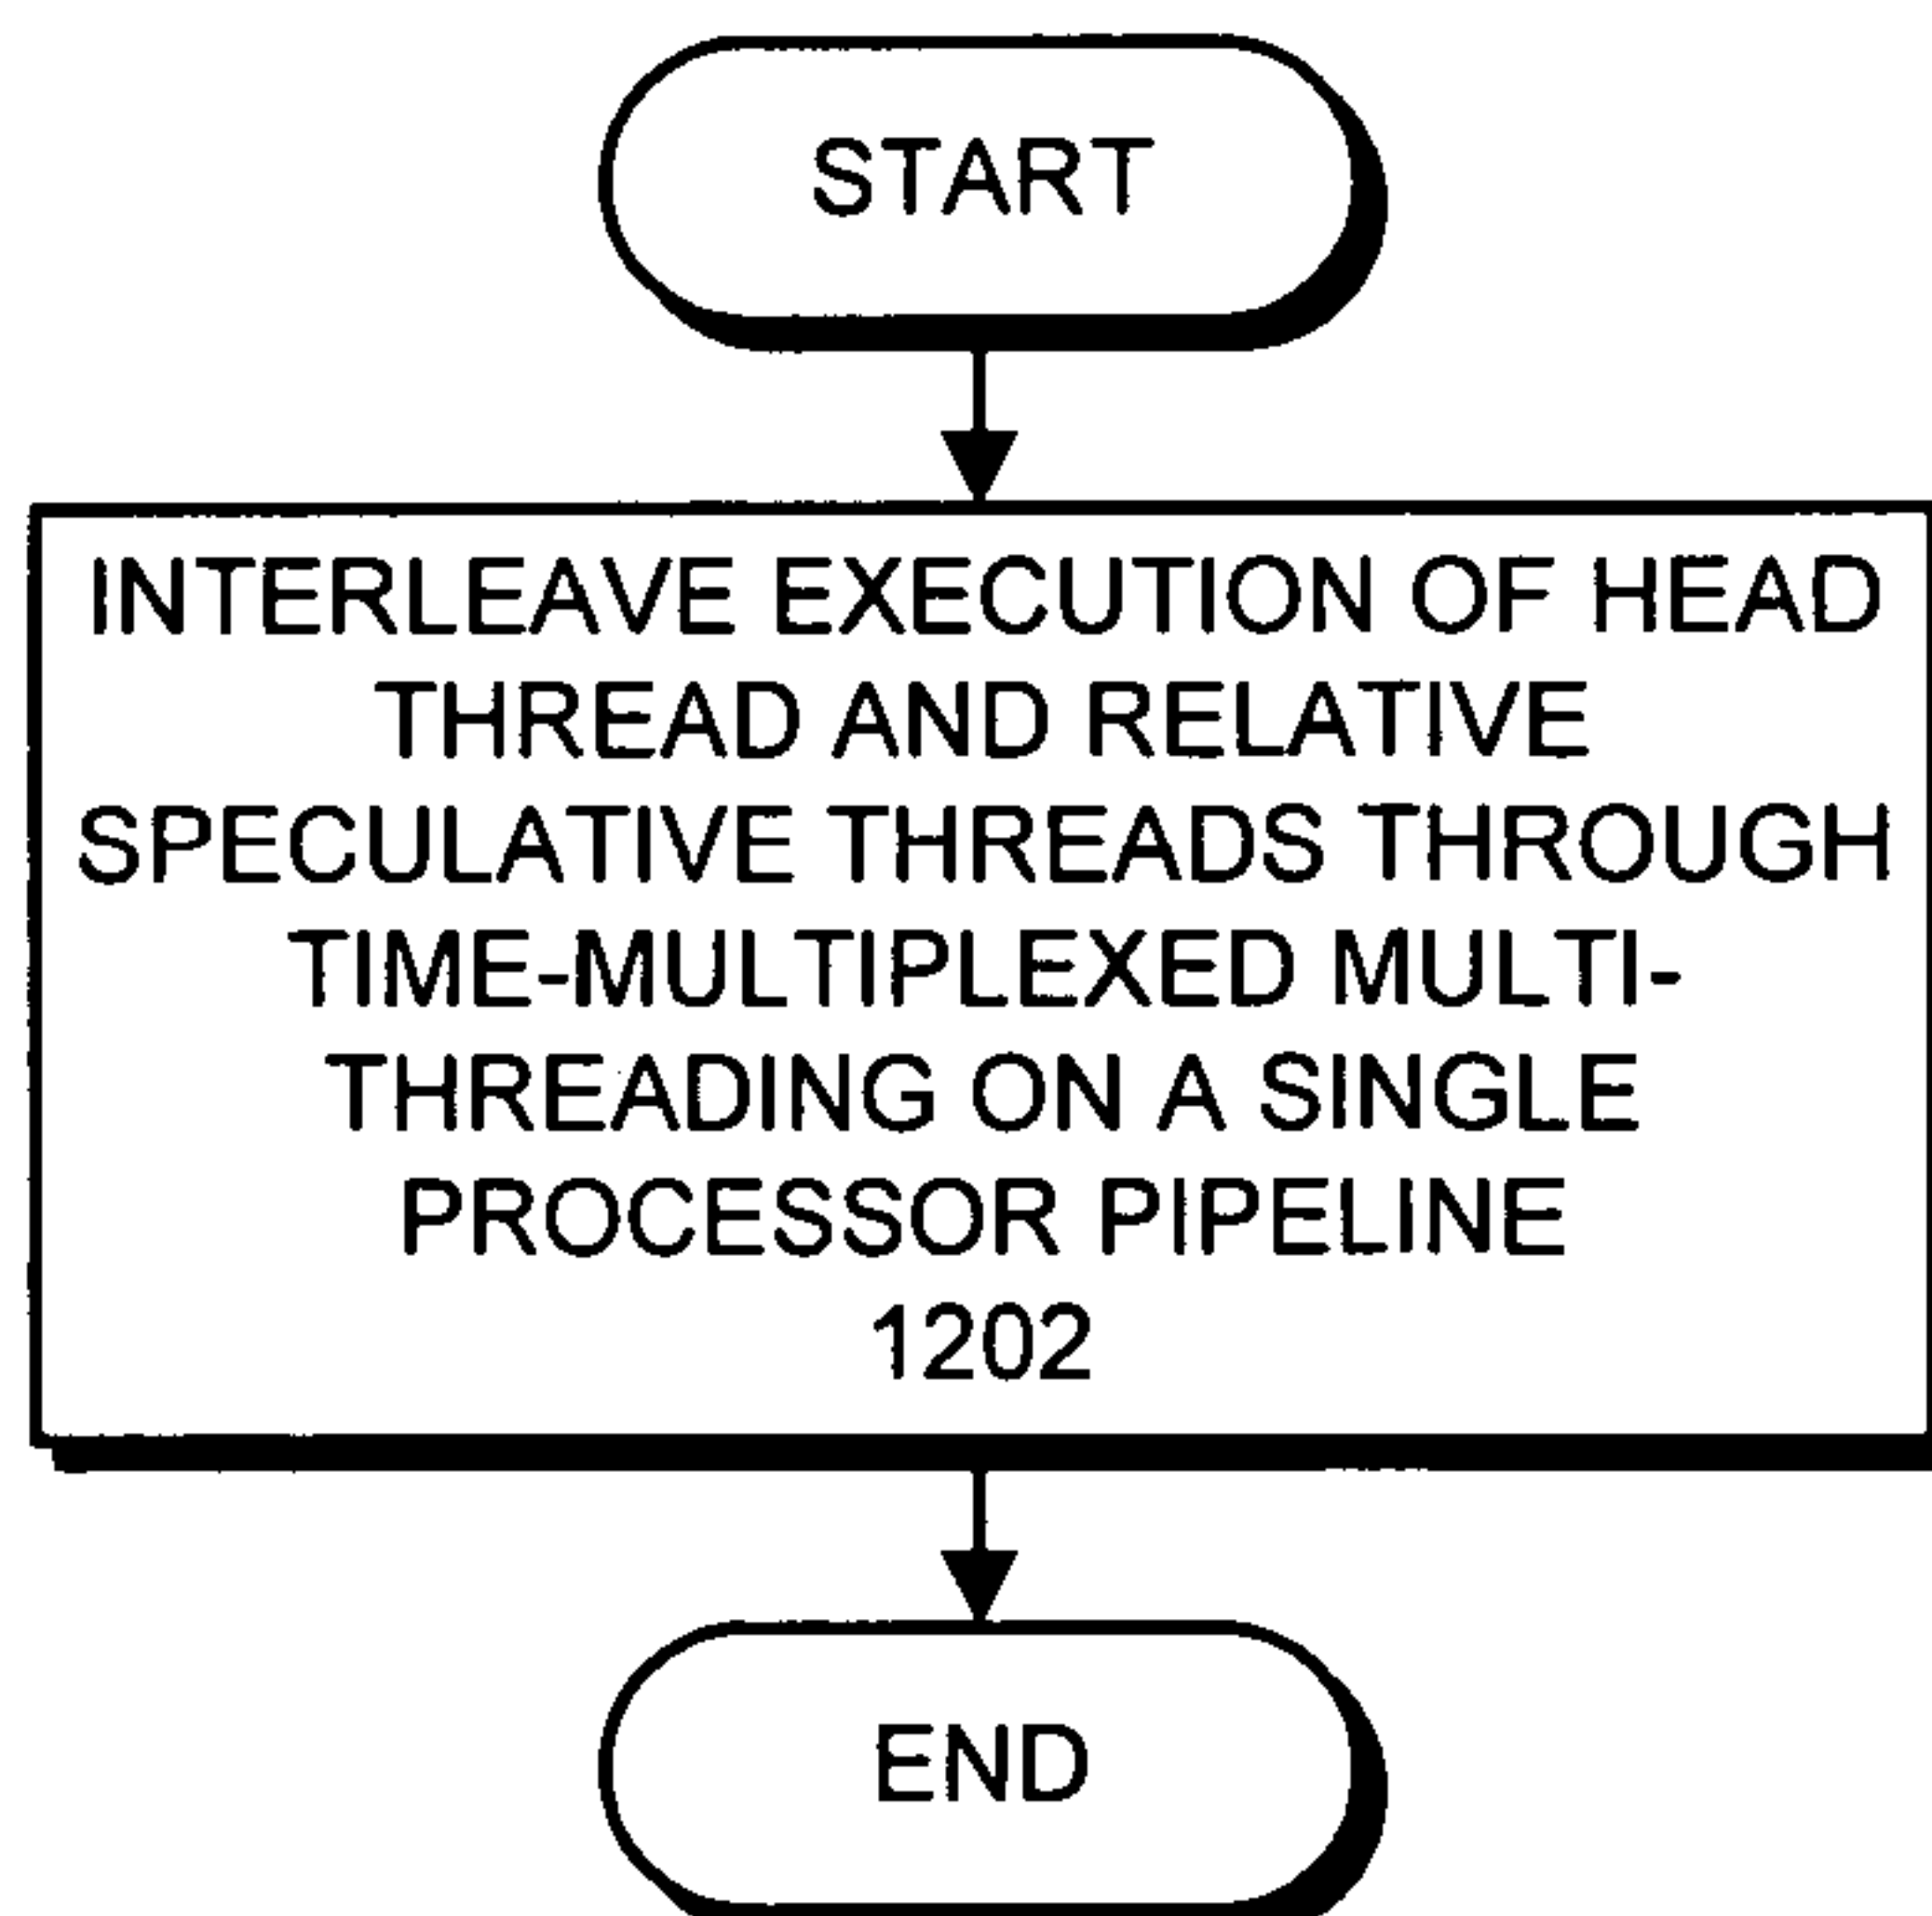 START
INTERLEAVE EXECUTION OF HEAD
THREAD AND RELATIVE
SPECULATIVE THREADS THROUGH
TIME-MULTIPLEXED MULTI-
THREADING ON A SINGLE
PROCESSOR PIPELINE
1202
END